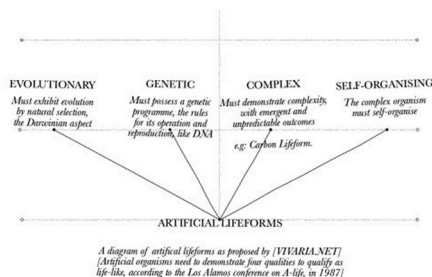 EVOLUTIONARY
Must exhibit evolution
by natural selection,
the Darwinian aspect
GENETIC
Must possess a genetic
programme, the rules
for its operation and
reproduction, like DNA
COMPLEX
Must demonstrate complexity,
with emergent and
unpredictable outcomes
e.g: Carbon Lifeform.
SELF-ORGANISING
The complex organism
must self-organise
ARTIFICIAL LIFEFORMS
A diagram of artifical lifeforms as proposed by [VIVARIA.NET]
[Artificial organisms need to demonstrate four qualities to qualify as
life-like, according to the Los Alamos conference on A-life, in 1987]